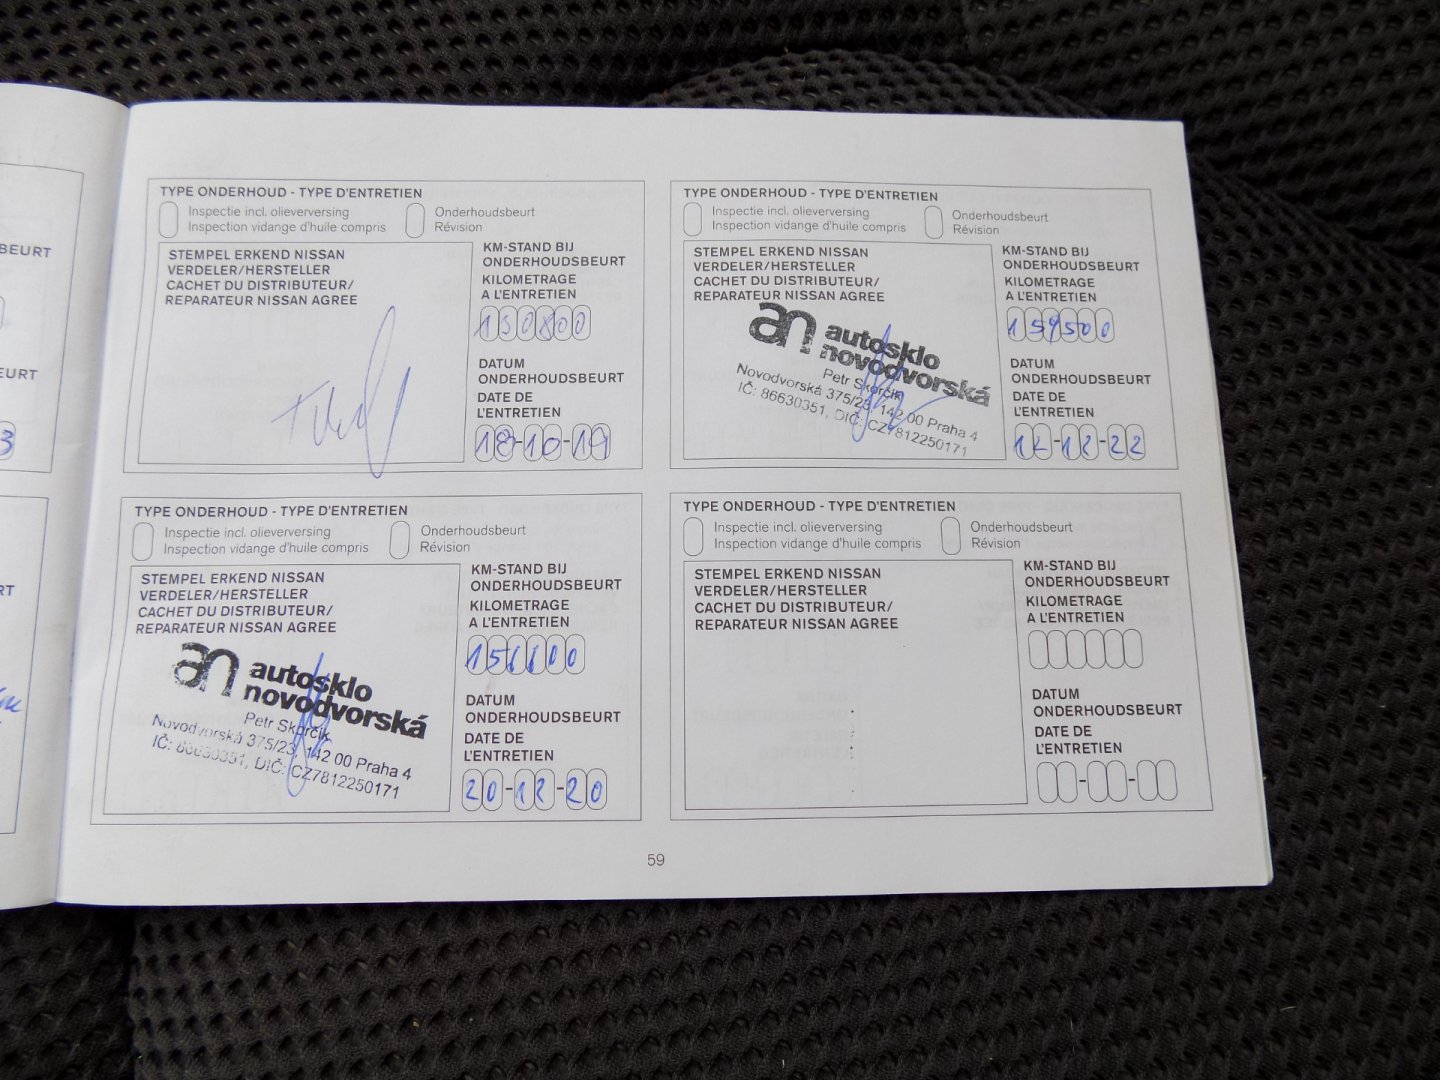 BEURT
EURT
3
RT
TYPE ONDERHOUD - TYPE D'ENTRETIEN
Inspectie incl. olieverversing
Inspection vidange d'huile compris
Onderhoudsbeurt
Révision
STEMPEL ERKEND NISSAN
VERDELER/HERSTELLER
CACHET DU DISTRIBUTEUR/
REPARATEUR NISSAN AGREE
KM-STAND BIJ
ONDERHOUDSBEURT
KILOMETRAGE
A L'ENTRETIEN
130800
DATUM
ONDERHOUDSBEURT
DATE DE
L'ENTRETIEN
18-10-19
TYPE ONDERHOUD - TYPE D'ENTRETIEN
Inspectie incl. olieverversing
Inspection vidange d'huile compris
Onderhoudsbeurt
Révision
STEMPEL ERKEND NISSAN
VERDELER/HERSTELLER
CACHET DU DISTRIBUTEUR/
REPARATEUR NISSAN AGREE
an autosklo
novodvorská
Petr Skorčik
Novodvorská 375/23, 142 00 Praha 4
IČ: 86630351, DIČ: CZ7812250171
KM-STAND BIJ
ONDERHOUDSBEURT
KILOMETRAGE
A L'ENTRETIEN
159500
DATUM
ONDERHOUDSBEURT
DATE DE
L'ENTRETIEN
-12-22
TYPE ONDERHOUD - TYPE D'ENTRETIEN
Inspectie incl. olieverversing
Inspection vidange d'huile compris
Onderhoudsbeurt
Révision
STEMPEL ERKEND NISSAN
VERDELER/HERSTELLER
CACHET DU DISTRIBUTEUR/
REPARATEUR NISSAN AGREE
an autosklo
novodvorská
Petr Skorčik
Novodvorská 375/23, 142 00 Praha 4
IČ: 86630351, DIČ: CZ7812250171
KM-STAND BIJ
ONDERHOUDSBEURT
KILOMETRAGE
A L'ENTRETIEN
DATUM
ONDERHOUDSBEURT
DATE DE
L'ENTRETIEN
20-12-20
TYPE ONDERHOUD - TYPE D'ENTRETIEN
Inspectie incl. olieverversing
Inspection vidange d'huile compris
Onderhoudsbeurt
Révision
STEMPEL ERKEND NISSAN
VERDELER/HERSTELLER
CACHET DU DISTRIBUTEUR/
REPARATEUR NISSAN AGREE
KM-STAND BIJ
ONDERHOUDSBEURT
KILOMETRAGE
A L'ENTRETIEN
DATUM
ONDERHOUDSBEURT
DATE DE
L'ENTRETIEN
59